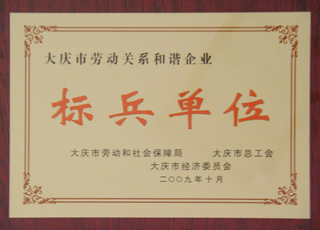 大庆市劳动关系和谐企业
标兵单位
大庆市劳动和社会保障局 大庆市总工会
大庆市经济委员会
二〇〇九年十月